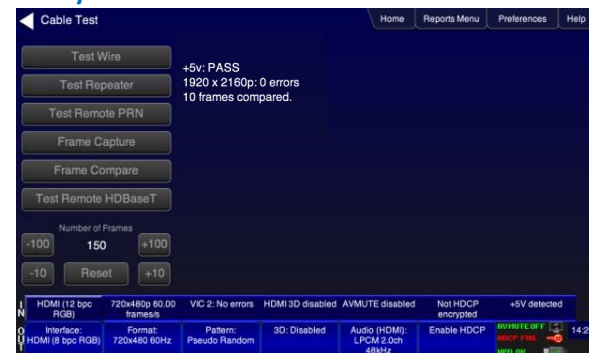 Cable Test
Home
Reports Menu
Preferences
Help
Test Wire
Test Repeater
Test Remote PRN
Frame Capture
Frame Compare
Test Remote HDBaseT
+5v: PASS
1920 x 2160p: 0 errors
10 frames compared.
Number of Frames
-100
150
+100
-10
Reset
+10
IN
HDMI (12 bpc
RGB)
720x480p 60.00
frames/s
VIC 2: No errors
HDMI 3D disabled
AVMUTE disabled
Not HDCP
encrypted
+5V detected
OUT
Interface:
HDMI (8 bpc RGB)
Format:
720x480 60Hz
Pattern:
Pseudo Random
3D: Disabled
Audio (HDMI):
LPCM 2.0ch
48kHz
Enable HDCP
AVMUTE OFF
HDCP FAIL
HPD OK
14:2